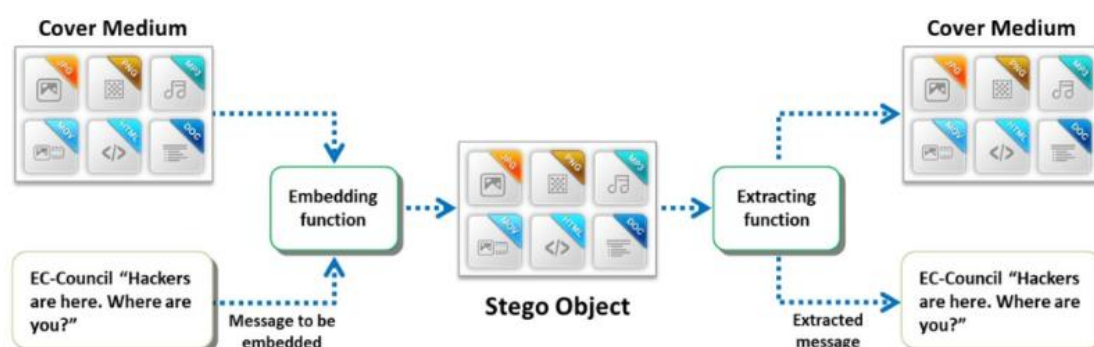 Cover Medium
JPG
PNG
MP3
MOV
HTML
DOC
Embedding
function
EC-Council “Hackers
are here. Where are
you?”
Message to be
embedded
JPG
PNG
MP3
MOV
HTML
DOC
Stego Object
Extracting
function
Cover Medium
JPG
PNG
MP3
MOV
HTML
DOC
Extracted
message
EC-Council “Hackers
are here. Where are
you?”